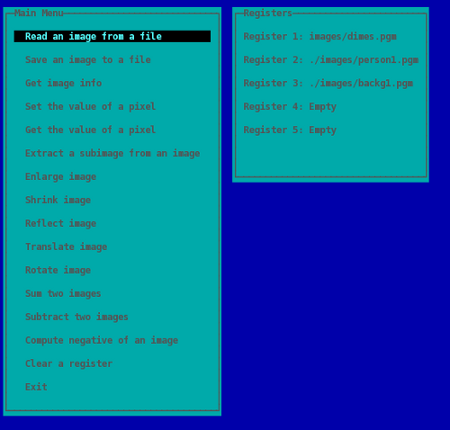 Main Menu
Read an image from a file
Save an image to a file
Get image info
Set the value of a pixel
Get the value of a pixel
Extract a subimage from an image
Enlarge image
Shrink image
Reflect image
Translate image
Rotate image
Sum two images
Subtract two images
Compute negative of an image
Clear a register
Exit
Registers
Register 1: images/dimes.pgm
Register 2: ./images/person1.pgm
Register 3: ./images/backg1.pgm
Register 4: Empty
Register 5: Empty